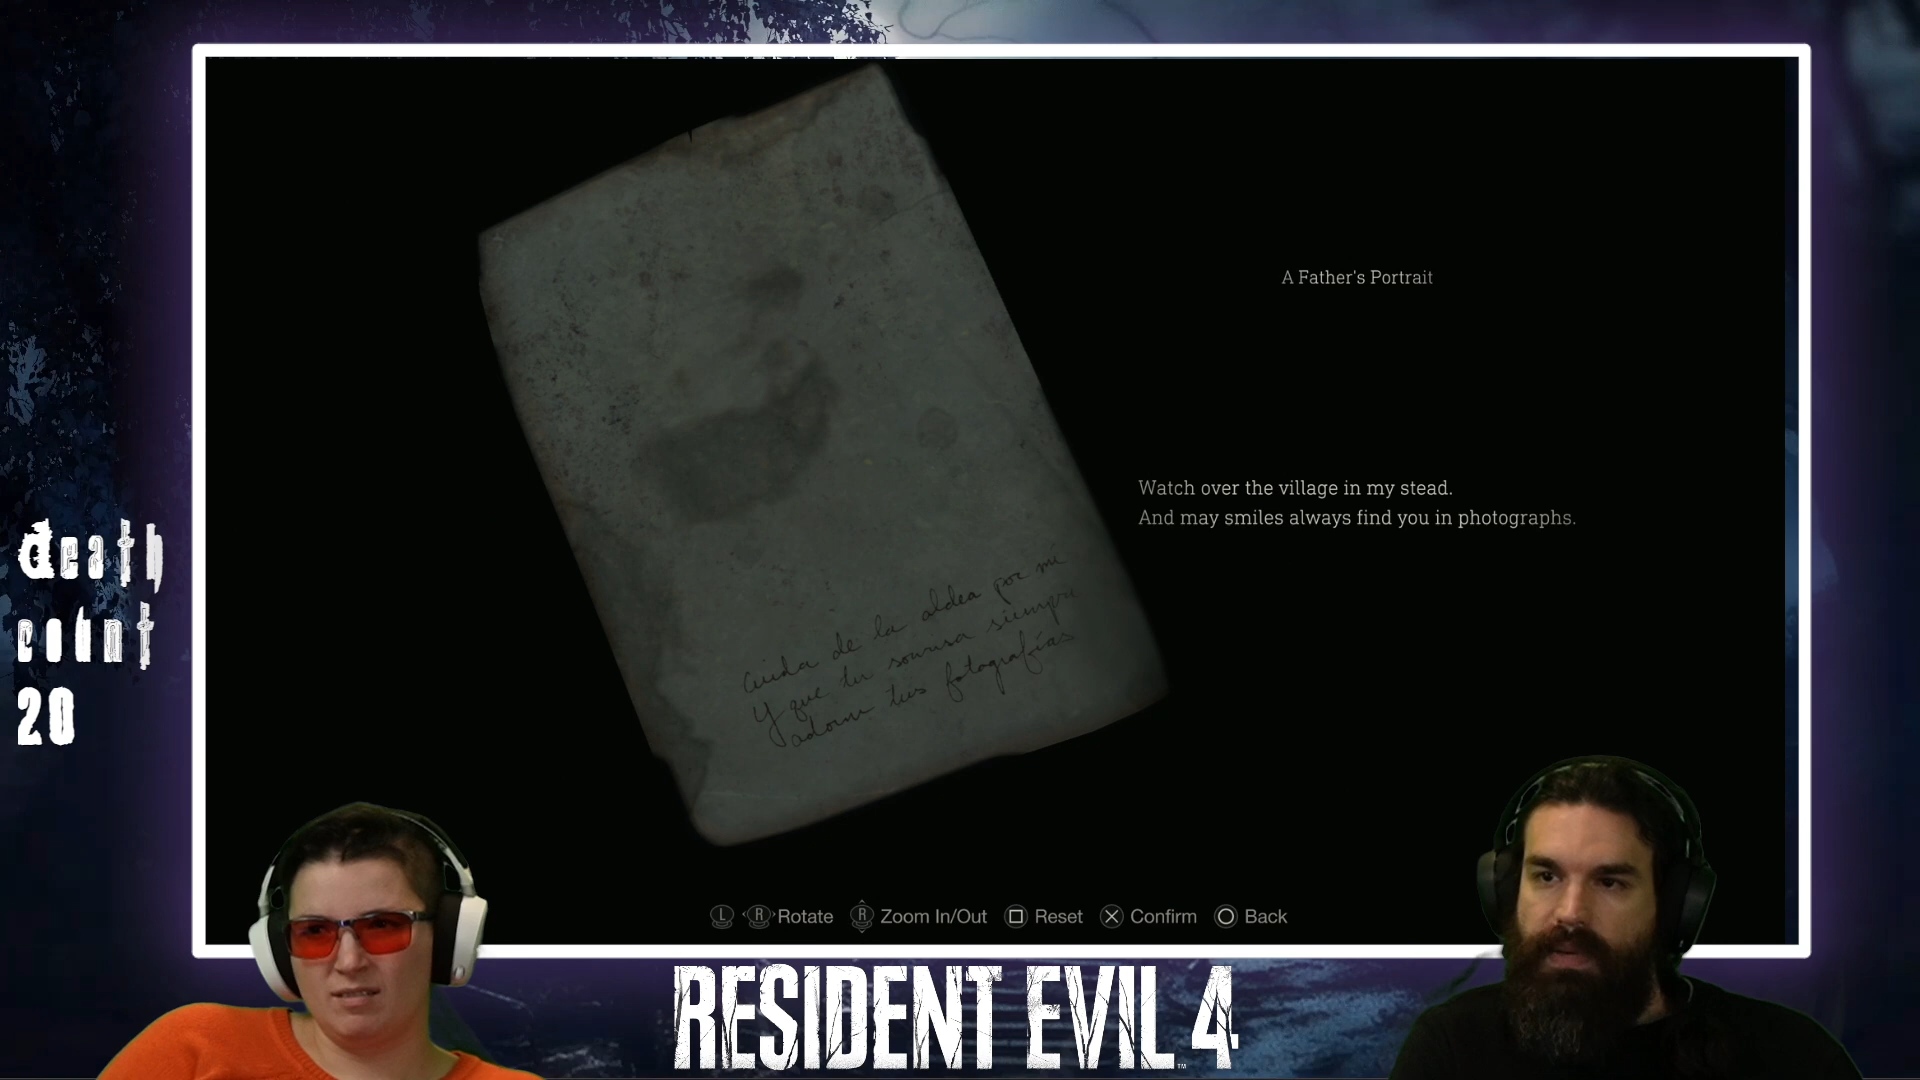 A Father's Portrait
Watch over the village in my stead.
And may smiles always find you in photographs.
Cuida de la aldea por mí
Y que tu sonrisa siempre
adorne tus fotografías
death
count
20
L R Rotate R Zoom In/Out Reset Confirm Back
RESIDENT EVIL 4
TM